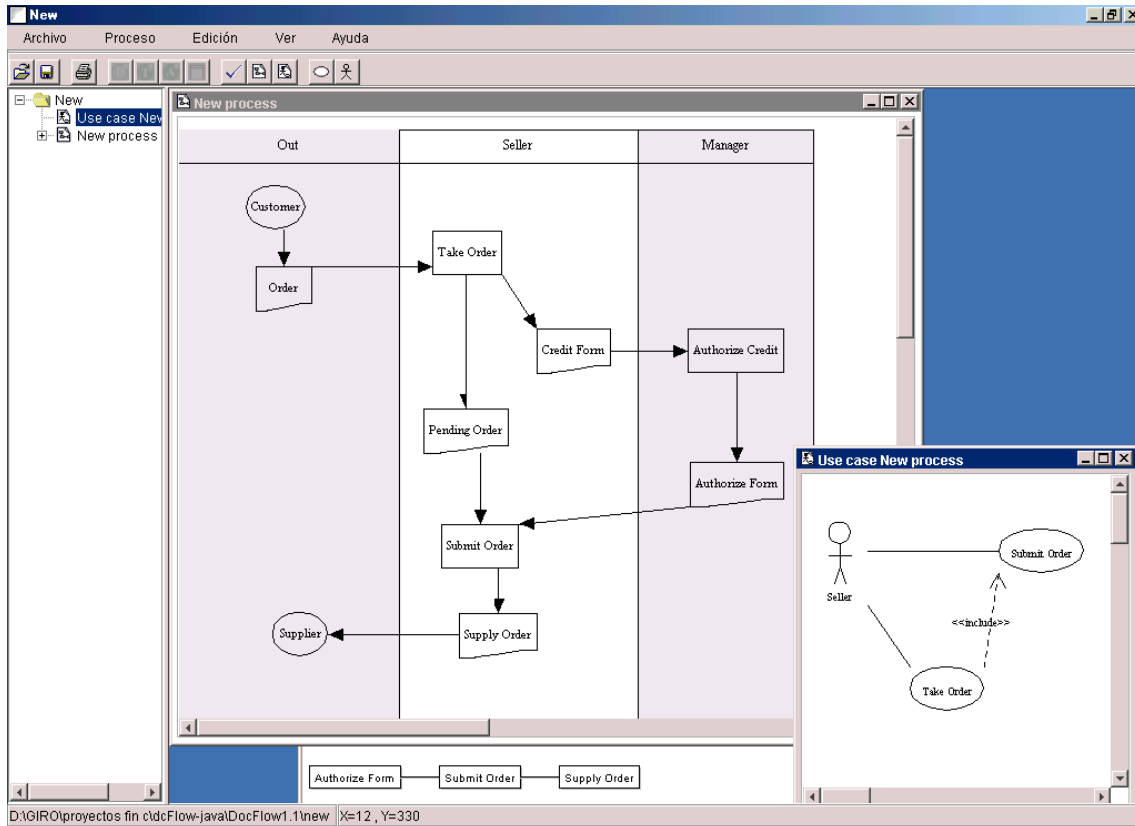 New
Archivo Proceso Edición Ver Ayuda
New
Use case New
New process
New process
Out Seller Manager
Customer
Take Order
Order
Credit Form
Authorize Credit
Pending Order
Authorize Form
Submit Order
Supplier
Supply Order
Use case New process
Submit Order
Seller
<<include>>
Take Order
Authorize Form Submit Order Supply Order
D:\GIRO\proyectos fin c\dcFlow-java\DocFlow1.1\new X=12 , Y=330